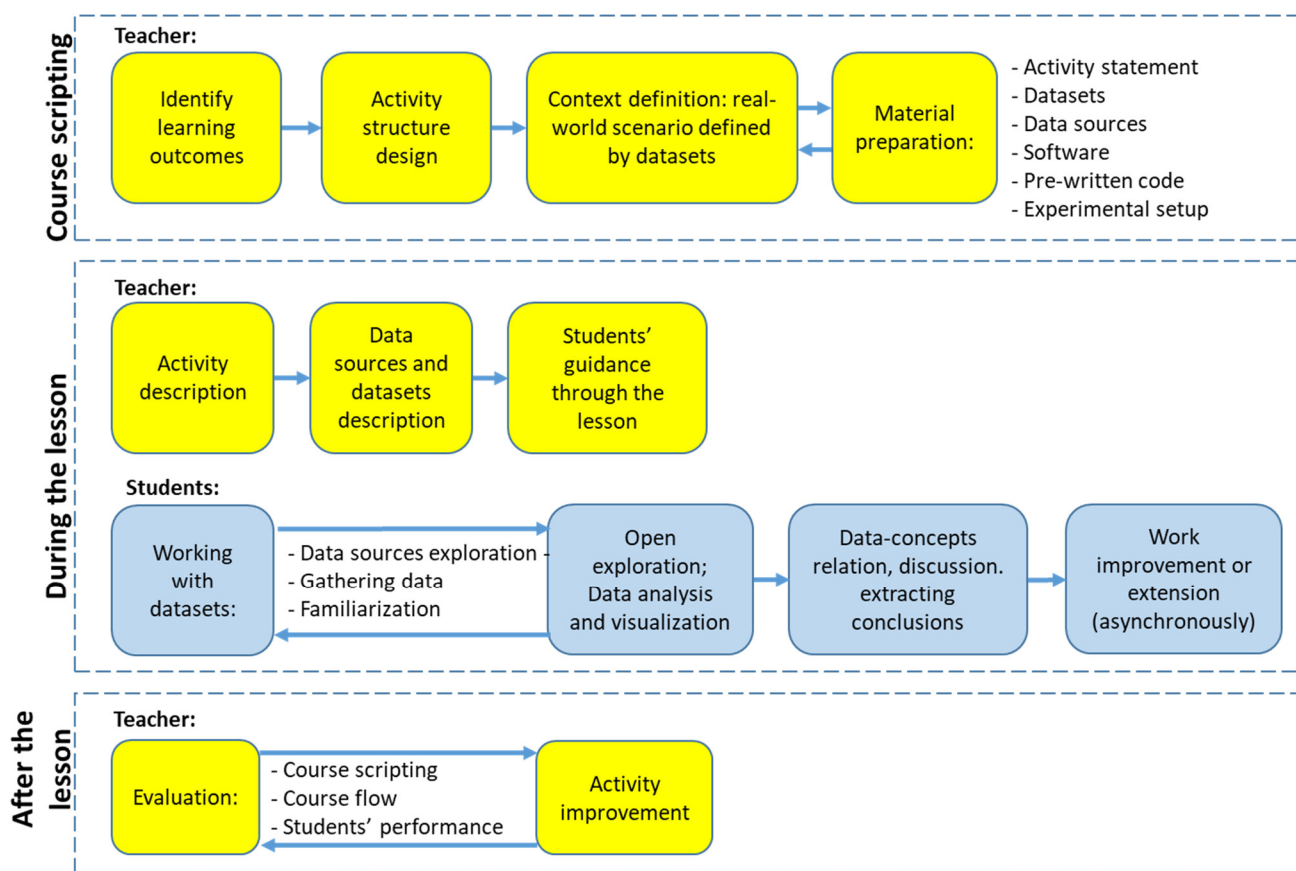 Course scripting
Teacher:
Identify
learning
outcomes
Activity
structure
design
Context definition: real-
world scenario defined
by datasets
Material
preparation:
- Activity statement
- Datasets
- Data sources
- Software
- Pre-written code
- Experimental setup
During the lesson
Teacher:
Activity
description
Data
sources and
datasets
description
Students’
guidance
through the
lesson
Students:
Working
with
datasets:
- Data sources exploration -
- Gathering data
- Familiarization
Open
exploration;
Data analysis
and visualization
Data-concepts
relation, discussion.
extracting
conclusions
Work
improvement or
extension
(asynchronously)
After the
lesson
Teacher:
Evaluation:
- Course scripting
- Course flow
- Students’ performance
Activity
improvement